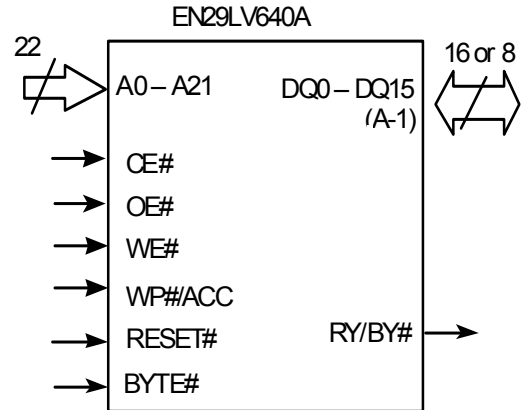 EN29LV640A
22
16 or 8
A0 – A21
DQ0 – DQ15
(A-1)
CE#
OE#
WE#
WP#/ACC
RESET#
RY/BY#
BYTE#